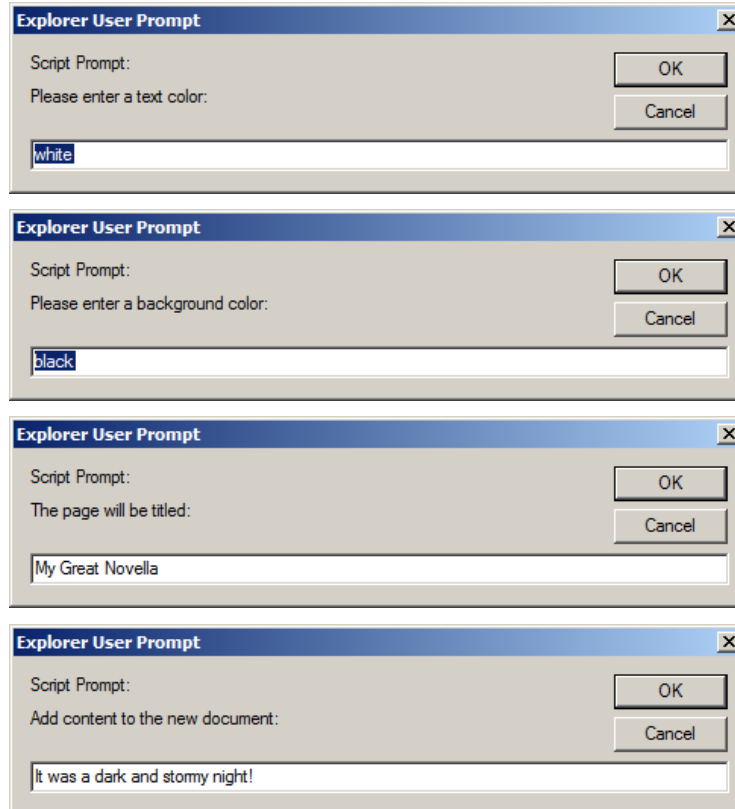 Explorer User Prompt
Script Prompt:
OK
Please enter a text color:
Cancel
white
Explorer User Prompt
Script Prompt:
OK
Please enter a background color:
Cancel
black
Explorer User Prompt
Script Prompt:
OK
The page will be titled:
Cancel
My Great Novella
Explorer User Prompt
Script Prompt:
OK
Add content to the new document:
Cancel
It was a dark and stormy night!